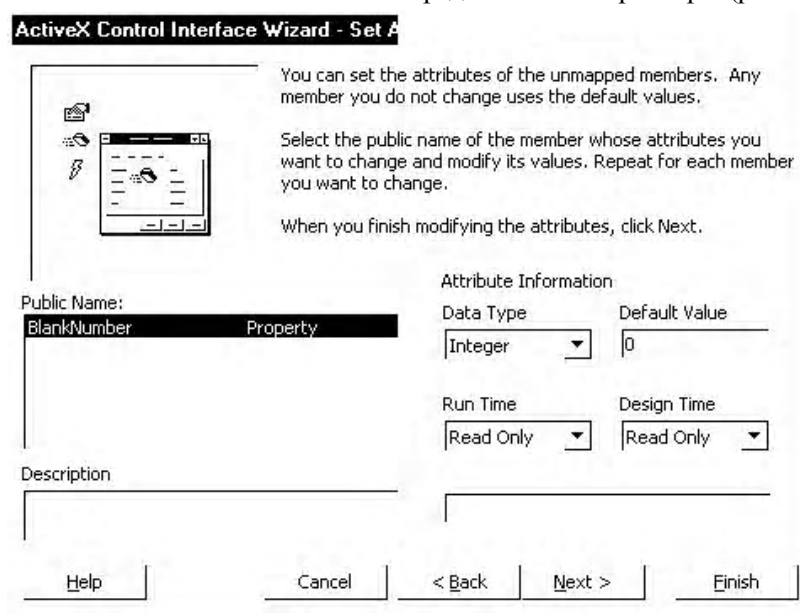 ActiveX Control Interface Wizard - Set
You can set the attributes of the unmapped members. Any
member you do not change uses the default values.
Select the public name of the member whose attributes you
want to change and modify its values. Repeat for each member
you want to change.
When you finish modifying the attributes, click Next.
Public Name:
BlankNumber Property
Attribute Information
Data Type Default Value
Integer 0
Run Time Design Time
Read Only Read Only
Description
Help Cancel < Back Next > Finish